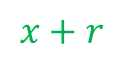 x + r